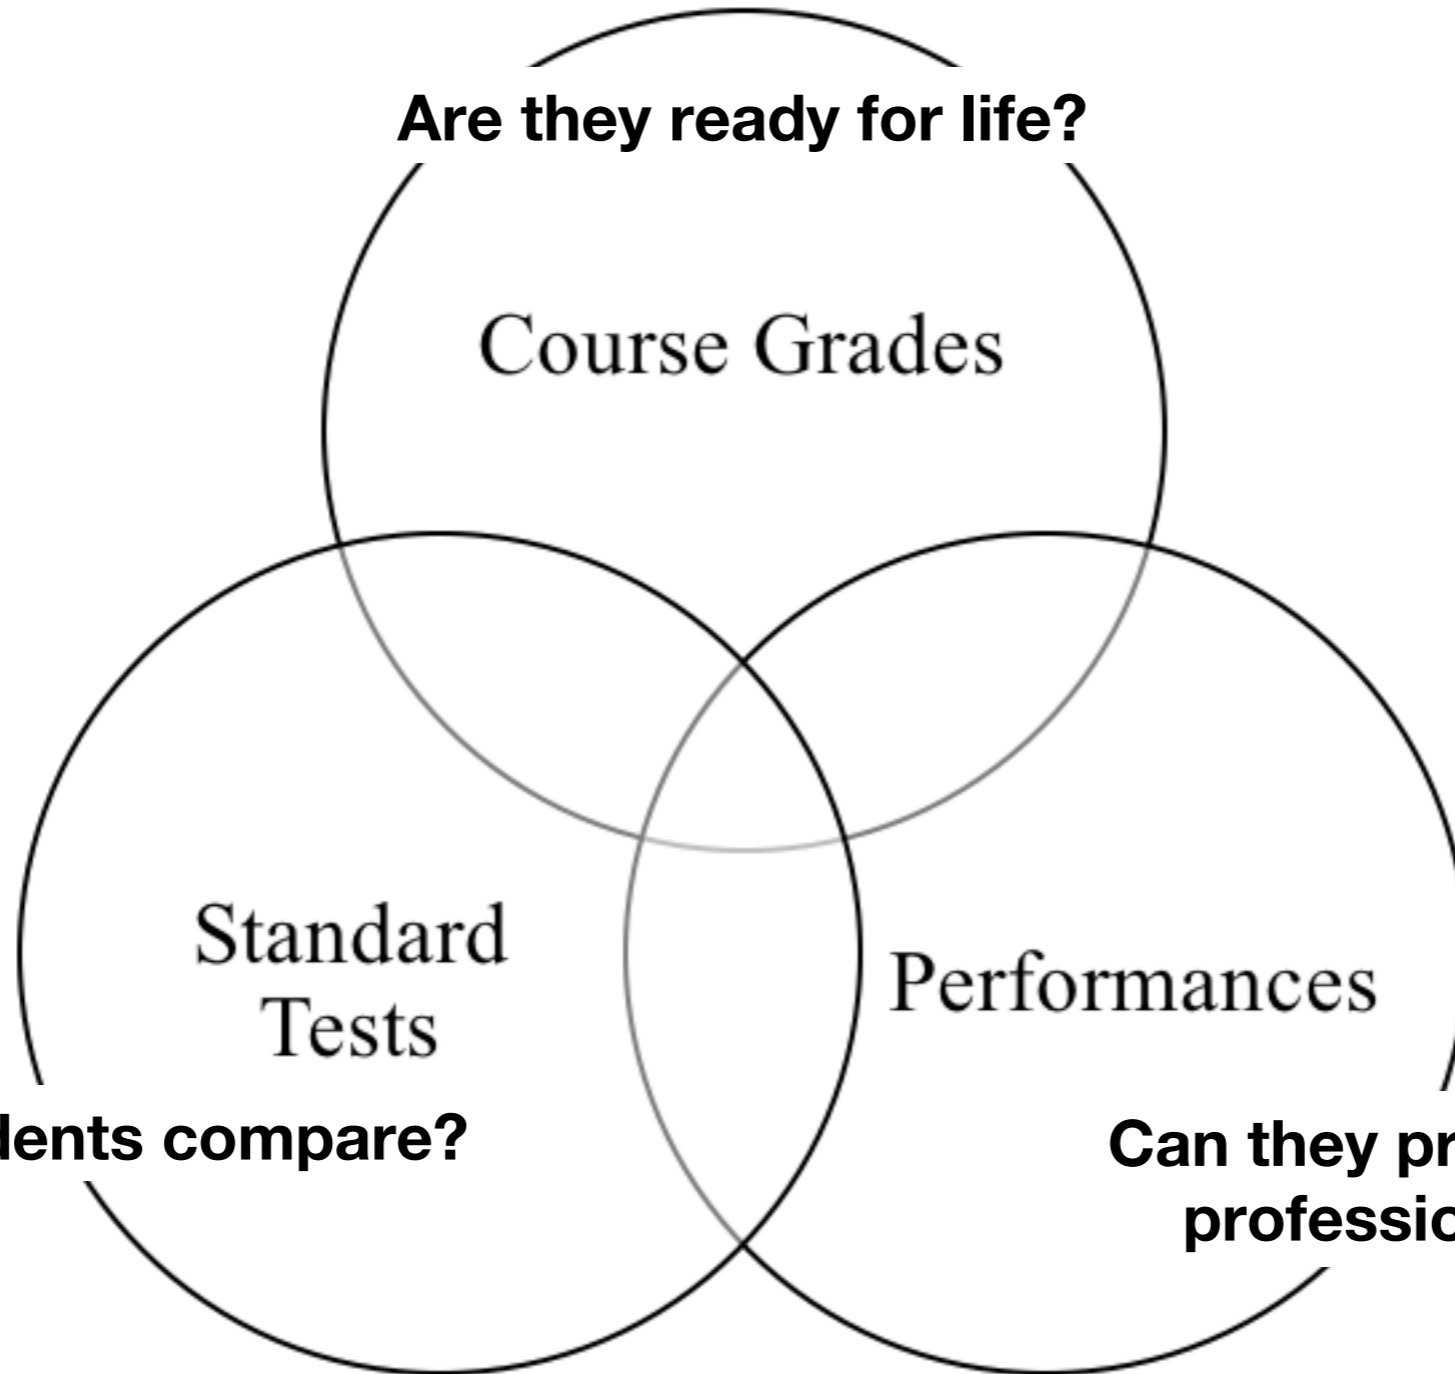 Are they ready for life?
Course Grades
Standard
Tests
Performances
compare?
Can they